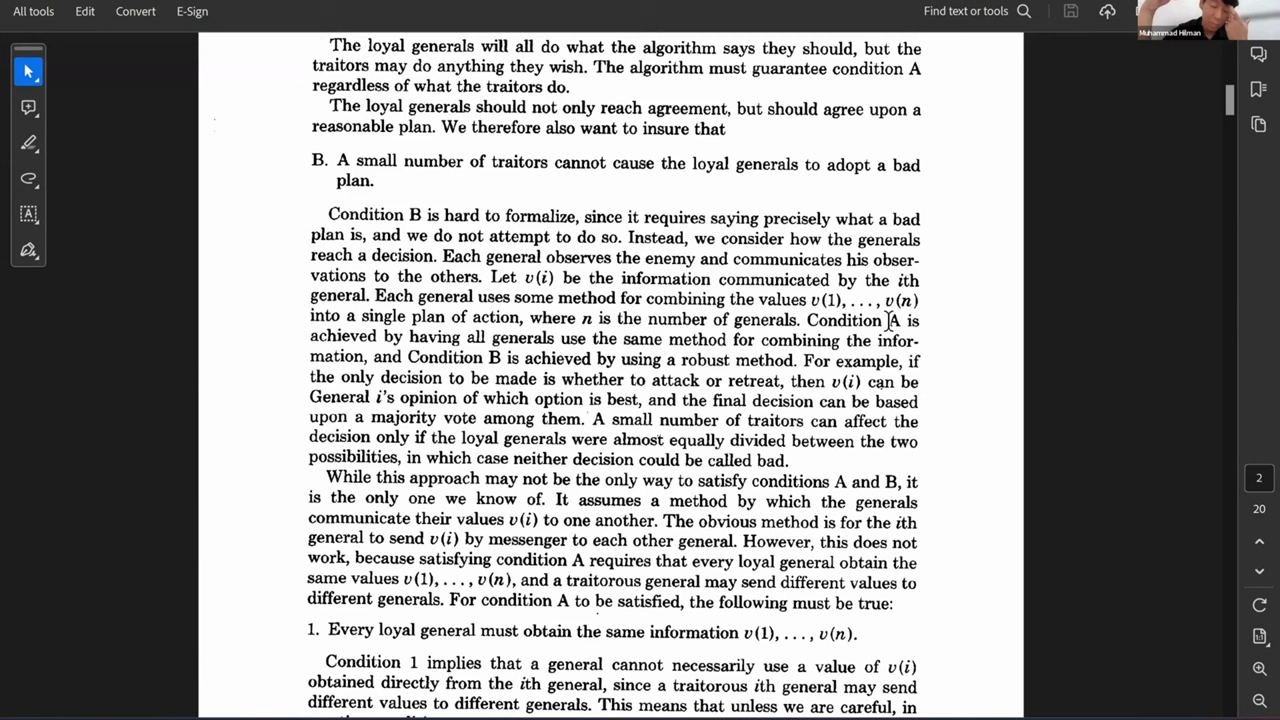 All tools Edit Convert E-Sign Find text or tools
Muhammad Hilman
The loyal generals will all do what the algorithm says they should, but the
traitors may do anything they wish. The algorithm must guarantee condition A
regardless of what the traitors do.
The loyal generals should not only reach agreement, but should agree upon a
reasonable plan. We therefore also want to insure that
B. A small number of traitors cannot cause the loyal generals to adopt a bad
plan.
Condition B is hard to formalize, since it requires saying precisely what a bad
plan is, and we do not attempt to do so. Instead, we consider how the generals
reach a decision. Each general observes the enemy and communicates his obser-
vations to the others. Let v(i) be the information communicated by the ith
general. Each general uses some method for combining the values v(1), . . . , v(n)
into a single plan of action, where n is the number of generals. Condition A is
achieved by having all generals use the same method for combining the infor-
mation, and Condition B is achieved by using a robust method. For example, if
the only decision to be made is whether to attack or retreat, then v(i) can be
General i's opinion of which option is best, and the final decision can be based
upon a majority vote among them. A small number of traitors can affect the
decision only if the loyal generals were almost equally divided between the two
possibilities, in which case neither decision could be called bad.
While this approach may not be the only way to satisfy conditions A and B, it
is the only one we know of. It assumes a method by which the generals
communicate their values v(i) to one another. The obvious method is for the ith
general to send v(i) by messenger to each other general. However, this does not
work, because satisfying condition A requires that every loyal general obtain the
same values v(1), . . . , v(n), and a traitorous general may send different values to
different generals. For condition A to be satisfied, the following must be true:
1. Every loyal general must obtain the same information v(1), . . . , v(n).
Condition 1 implies that a general cannot necessarily use a value of v(i)
obtained directly from the ith general, since a traitorous ith general may send
different values to different generals. This means that unless we are careful, in
2
20